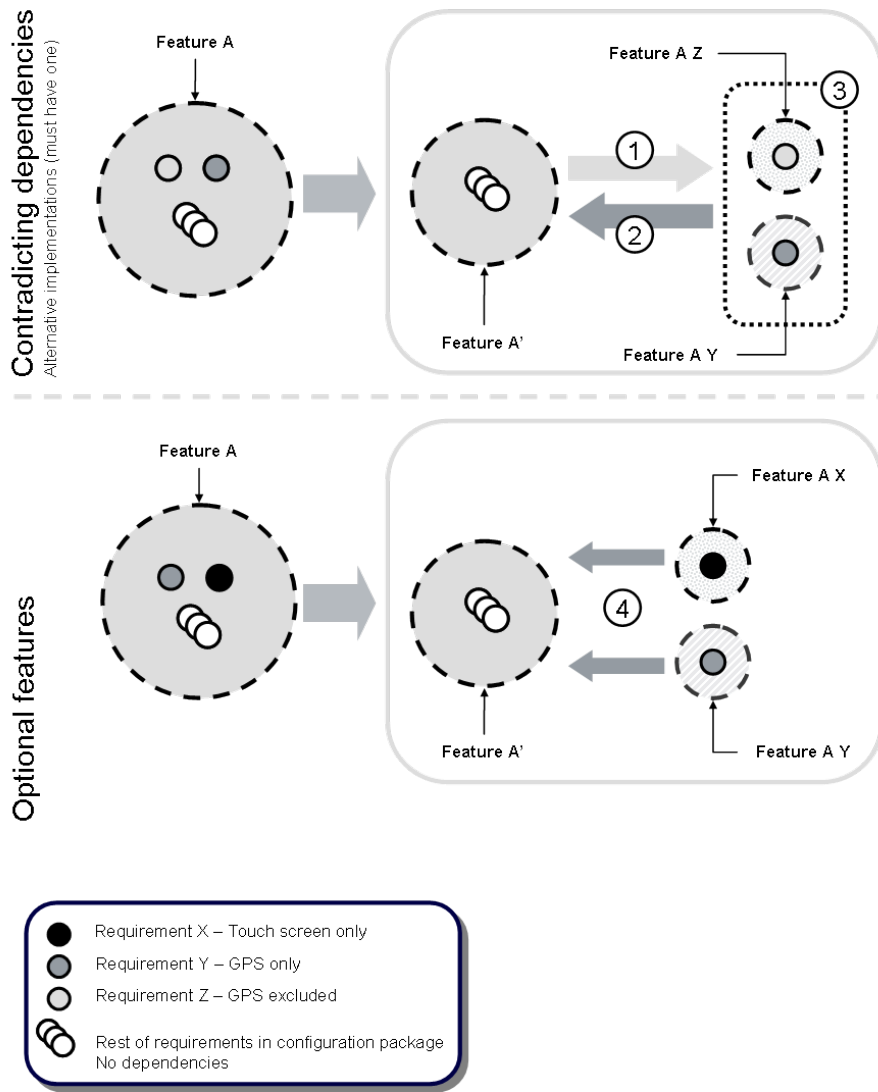 Contradicting dependencies
Alternative implementations (must have one)
Feature A
Feature A Z
1
2
3
Feature A'
Feature A Y
Optional features
Feature A
Feature A X
4
Feature A'
Feature A Y
Requirement X – Touch screen only
Requirement Y – GPS only
Requirement Z – GPS excluded
Rest of requirements in configuration package
No dependencies